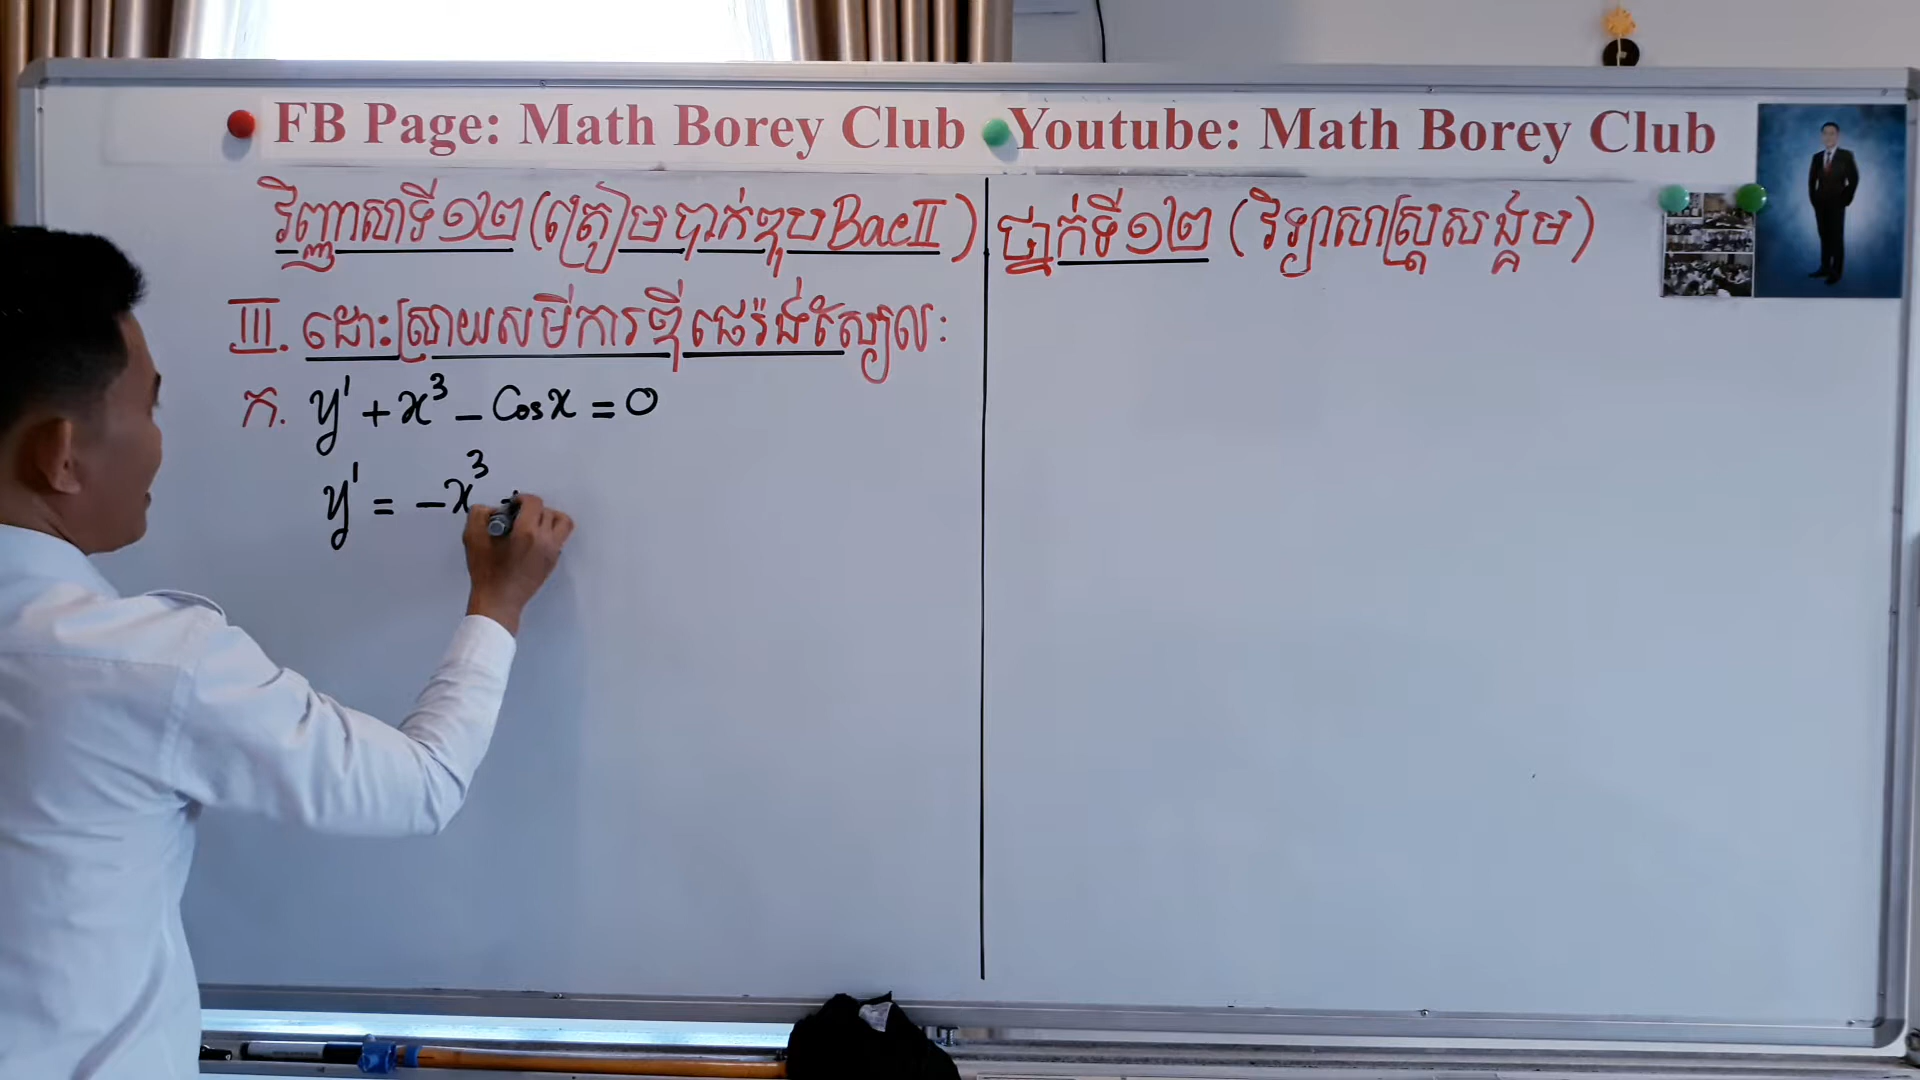 FB Page: Math Borey Club Youtube: Math Borey Club
វិញ្ញាសាទី១២ (ត្រៀមបាក់ឌុប BacII)
ថ្នាក់ទី១២ (វិទ្យាសាស្ត្រសង្គម)
III. ដោះស្រាយសមីការឌីផេរ៉ង់ស្យែល:
ក. y' + x³ - Cosx = 0
y' = -x³ +